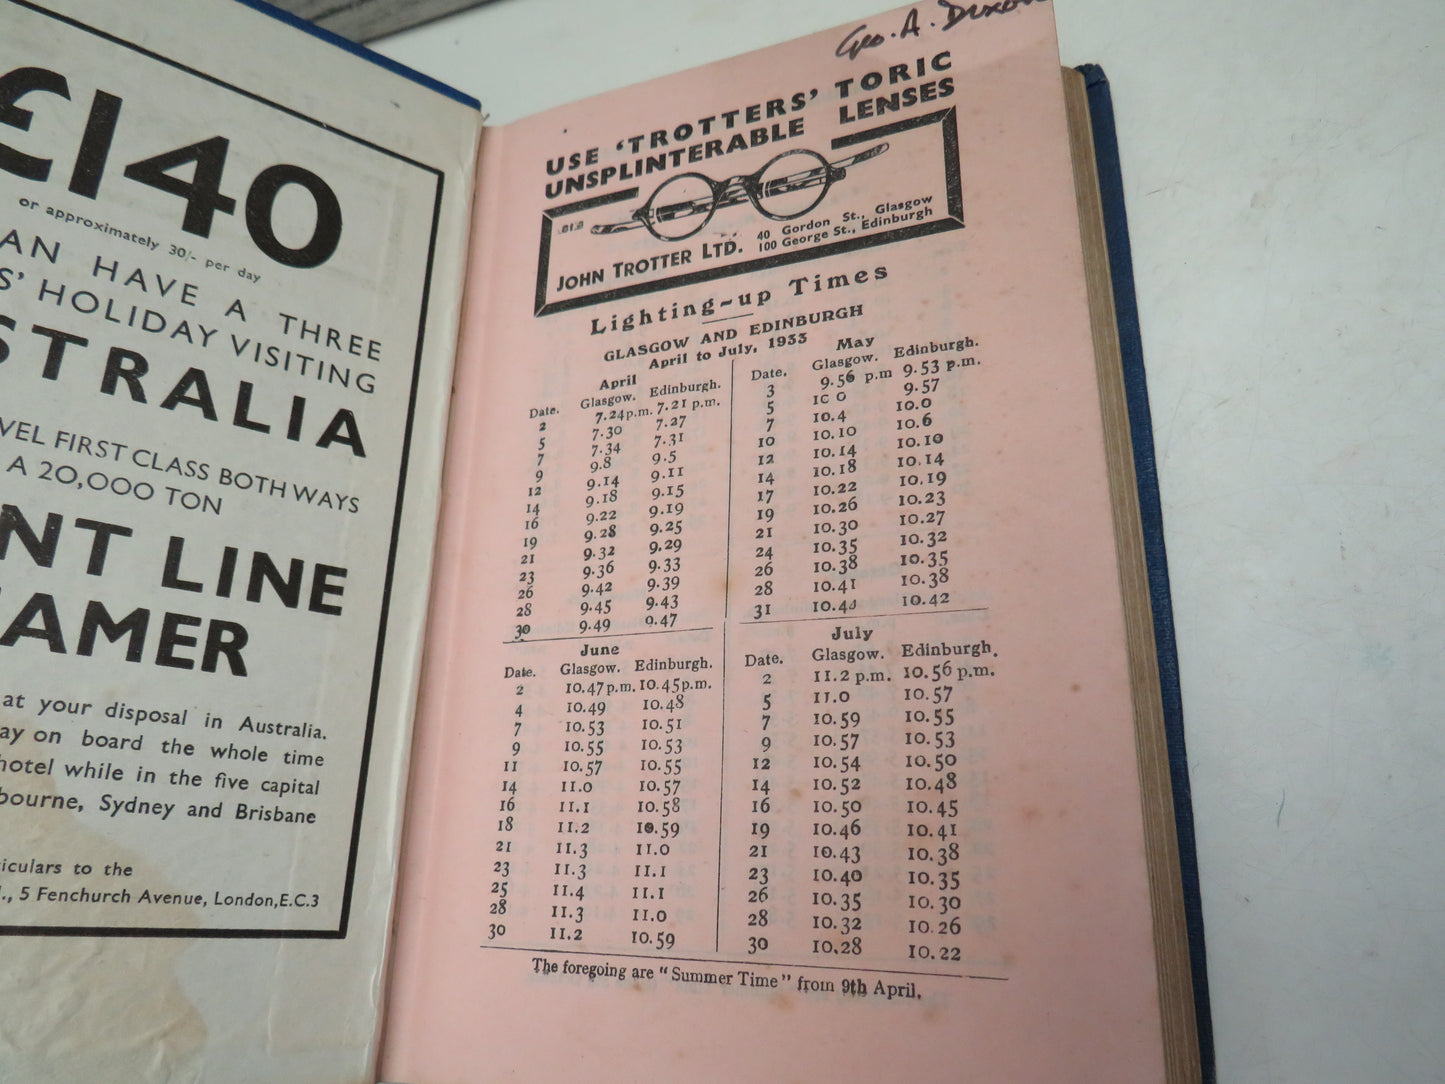 £140
or approximately 30/- per day
AN HAVE A THREE
S' HOLIDAY VISITING
STRALIA
VEL FIRST CLASS BOTH WAYS
A 20,000 TON
NT LINE
AMER
at your disposal in Australia.
ay on board the whole time
hotel while in the five capital
bourne, Sydney and Brisbane
iculars to the
., 5 Fenchurch Avenue, London, E.C.3
Geo. A. Dixon
USE 'TROTTERS' TORIC
UNSPLINTERABLE LENSES
JOHN TROTTER LTD. 40 Gordon St., Glasgow
100 George St., Edinburgh
Lighting-up Times
GLASGOW AND EDINBURGH
April to July, 1933
April
Date. Glasgow. Edinburgh.
2 7.24 p.m. 7.21 p.m.
5 7.30 7.27
7 7.34 7.31
9 9.8 9.5
12 9.14 9.11
14 9.18 9.15
16 9.22 9.19
19 9.28 9.25
21 9.32 9.29
23 9.36 9.33
26 9.42 9.39
28 9.45 9.43
30 9.49 9.47
May
Date. Glasgow. Edinburgh.
3 9.56 p.m 9.53 p.m.
5 10 0 9.57
7 10.4 10.0
10 10.10 10.6
12 10.14 10.10
14 10.18 10.14
17 10.22 10.19
19 10.26 10.23
21 10.30 10.27
24 10.35 10.32
26 10.38 10.35
28 10.41 10.38
31 10.42
June
Date. Glasgow. Edinburgh.
2 10.47 p.m. 10.45 p.m.
4 10.49 10.48
7 10.53 10.51
9 10.55 10.53
11 10.57 10.55
14 11.0 10.57
16 11.1 10.58
18 11.2 10.59
21 11.3 11.0
23 11.3 11.1
25 11.4 11.1
28 11.3 11.0
30 11.2 10.59
July
Date. Glasgow. Edinburgh.
2 11.2 p.m. 10.56 p.m.
5 11.0 10.57
7 10.59 10.55
9 10.57 10.53
12 10.54 10.50
14 10.52 10.48
16 10.50 10.45
19 10.46 10.41
21 10.43 10.38
23 10.40 10.35
26 10.35 10.30
28 10.32 10.26
30 10.28 10.22
The foregoing are "Summer Time" from 9th April,